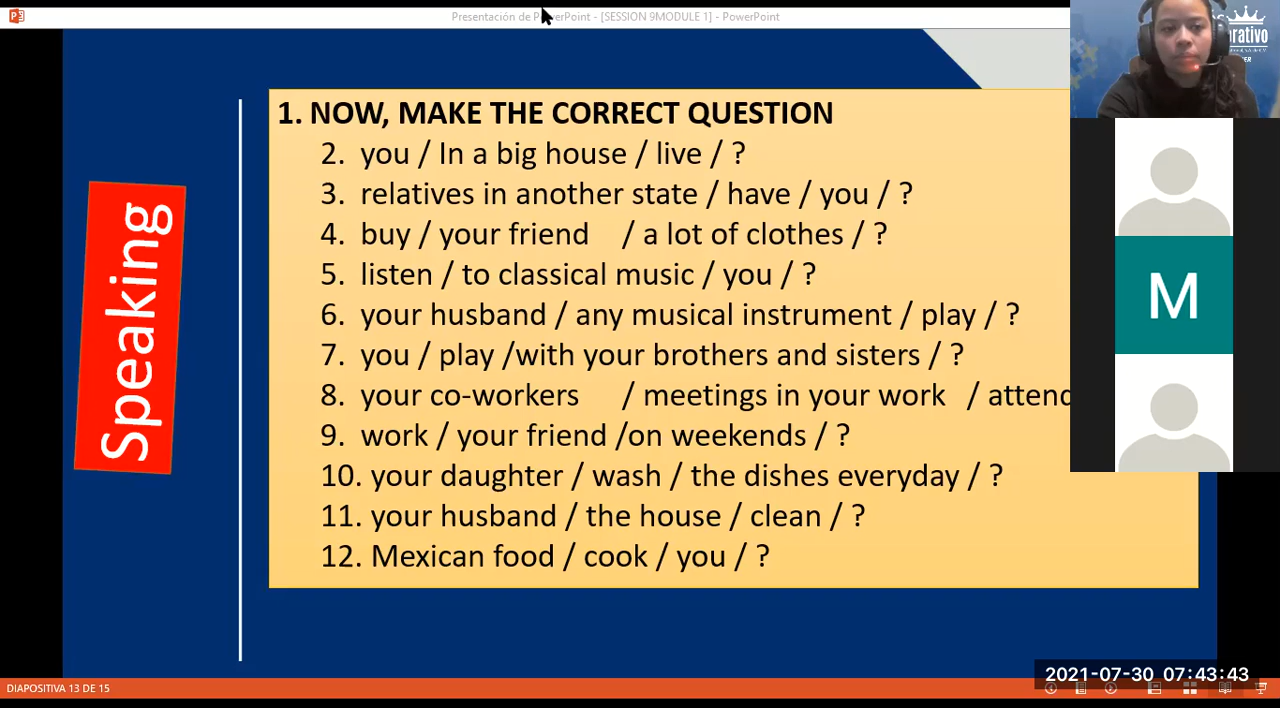 Presentación de PowerPoint - [SESSION 9MODULE 1] - PowerPoint
1. NOW, MAKE THE CORRECT QUESTION
2. you / In a big house / live / ?
3. relatives in another state / have / you / ?
4. buy / your friend / a lot of clothes / ?
5. listen / to classical music / you / ?
6. your husband / any musical instrument / play / ?
7. you / play /with your brothers and sisters / ?
8. your co-workers / meetings in your work / attend
9. work / your friend /on weekends / ?
10. your daughter / wash / the dishes everyday / ?
11. your husband / the house / clean / ?
12. Mexican food / cook / you / ?
Speaking
M
2021-07-30 07:43:43
DIAPOSITIVA 13 DE 15